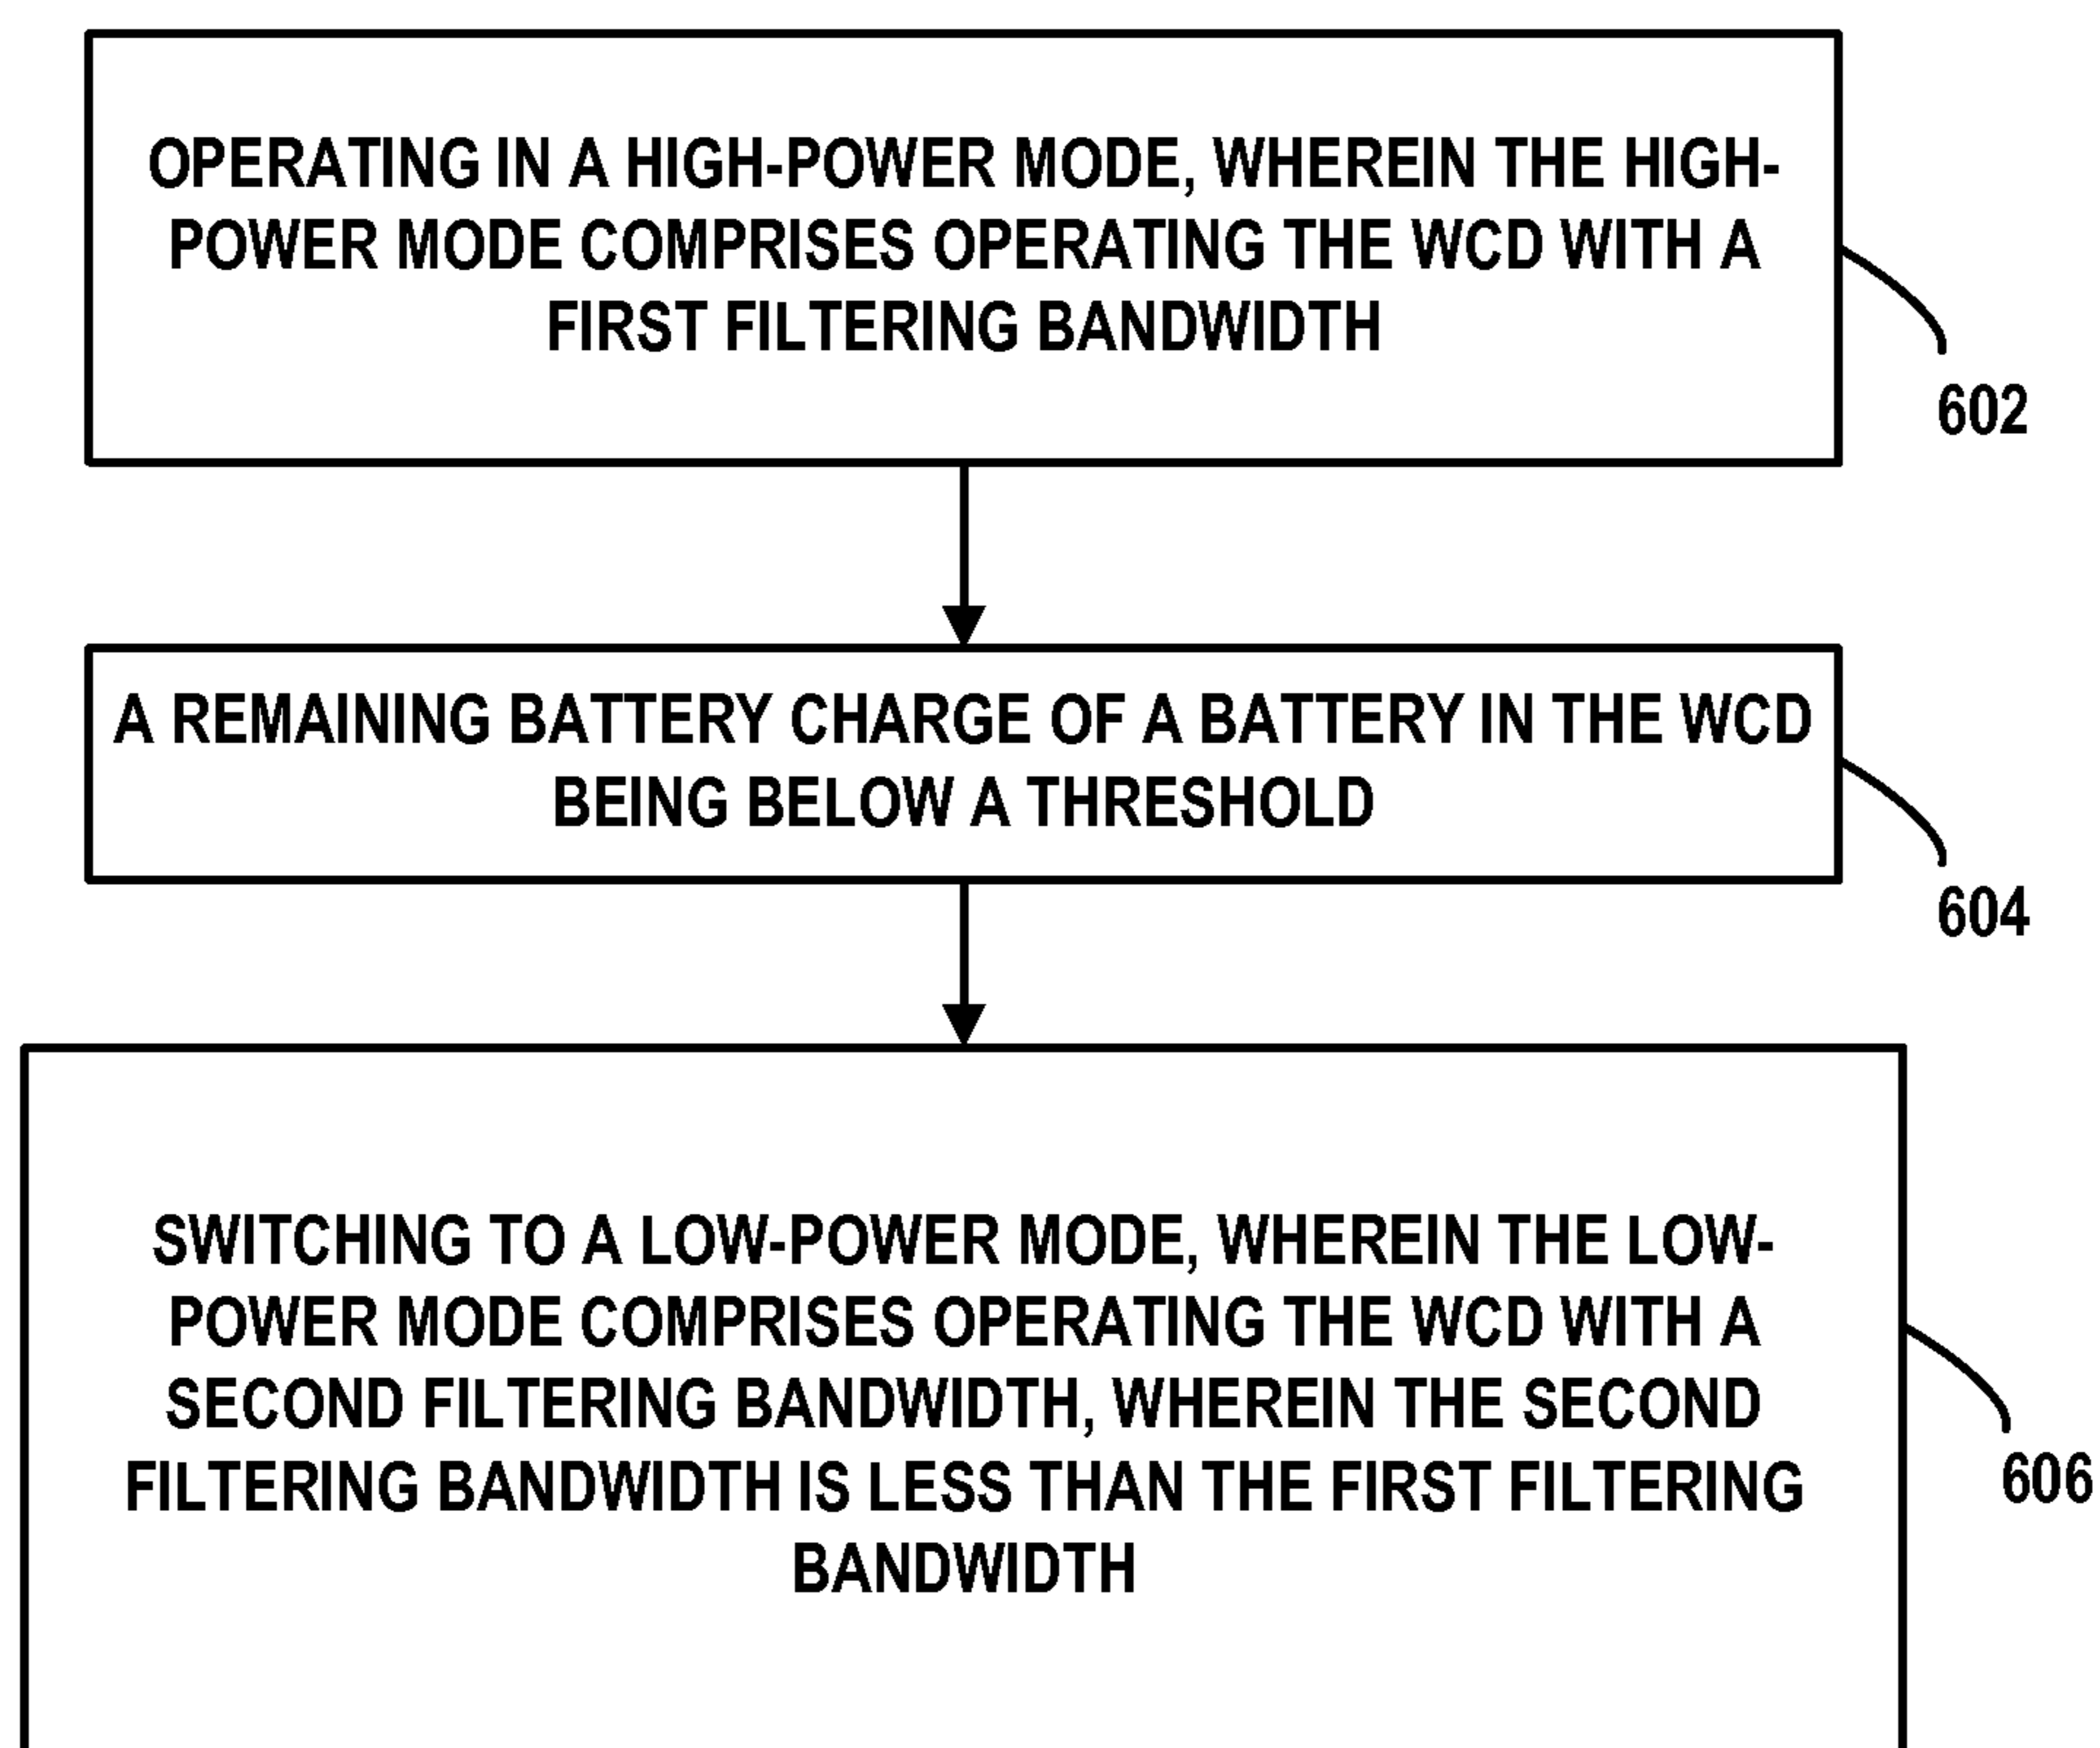 OPERATING IN A HIGH-POWER MODE, WHEREIN THE HIGH-
POWER MODE COMPRISES OPERATING THE WCD WITH A
FIRST FILTERING BANDWIDTH
602
A REMAINING BATTERY CHARGE OF A BATTERY IN THE WCD
BEING BELOW A THRESHOLD
604
SWITCHING TO A LOW-POWER MODE, WHEREIN THE LOW-
POWER MODE COMPRISES OPERATING THE WCD WITH A
SECOND FILTERING BANDWIDTH, WHEREIN THE SECOND
FILTERING BANDWIDTH IS LESS THAN THE FIRST FILTERING
BANDWIDTH
606